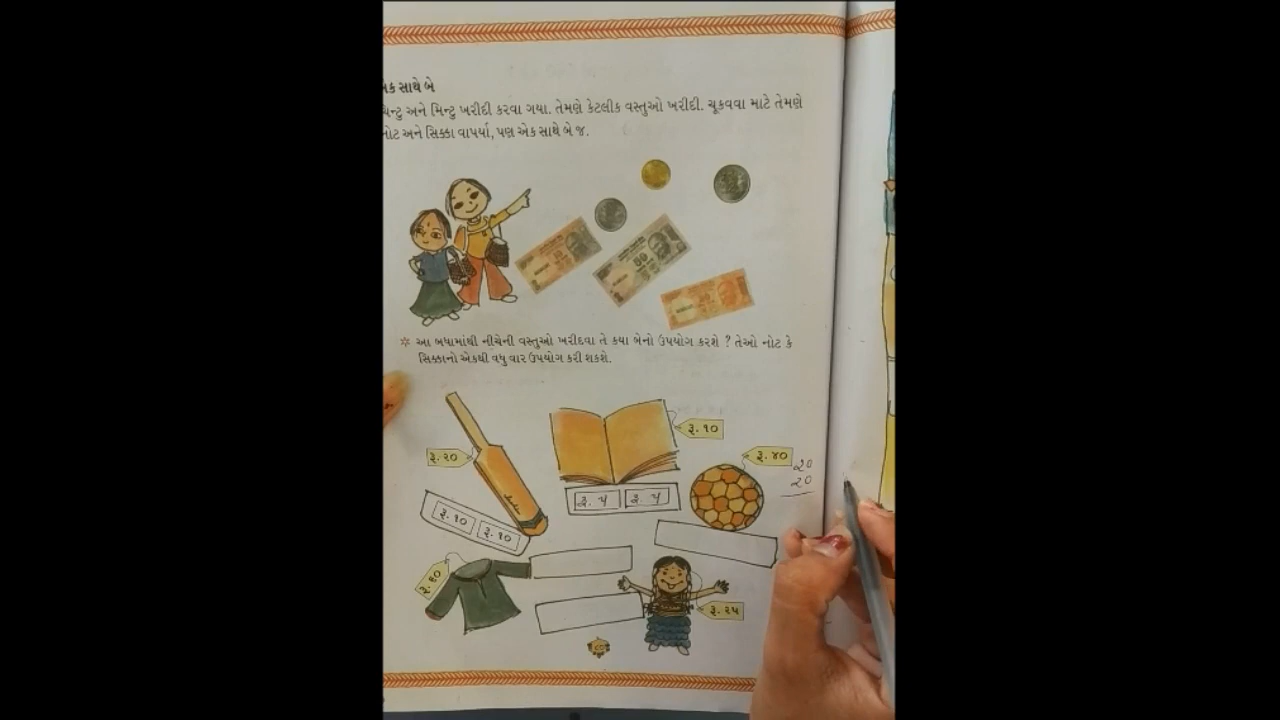 એક સાથે બે
ચિન્ટુ અને મિન્ટુ ખરીદી કરવા ગયા. તેમણે કેટલીક વસ્તુઓ ખરીદી. ચૂકવવા માટે તેમણે
નોટ અને સિક્કા વાપર્યા, પણ એક સાથે બે જ.
☆ આ બધામાંથી નીચેની વસ્તુઓ ખરીદવા તે કયા બેનો ઉપયોગ કરશે ? તેઓ નોટ કે
સિક્કાનો એકથી વધુ વાર ઉપયોગ કરી શકશે.
રૂ. ૧૦
રૂ. ૨૦
રૂ. ૪૦
૨૦
૨૦
રૂ. ૫ રૂ. ૫
રૂ. ૧૦ રૂ. ૧૦
રૂ. ૨૫